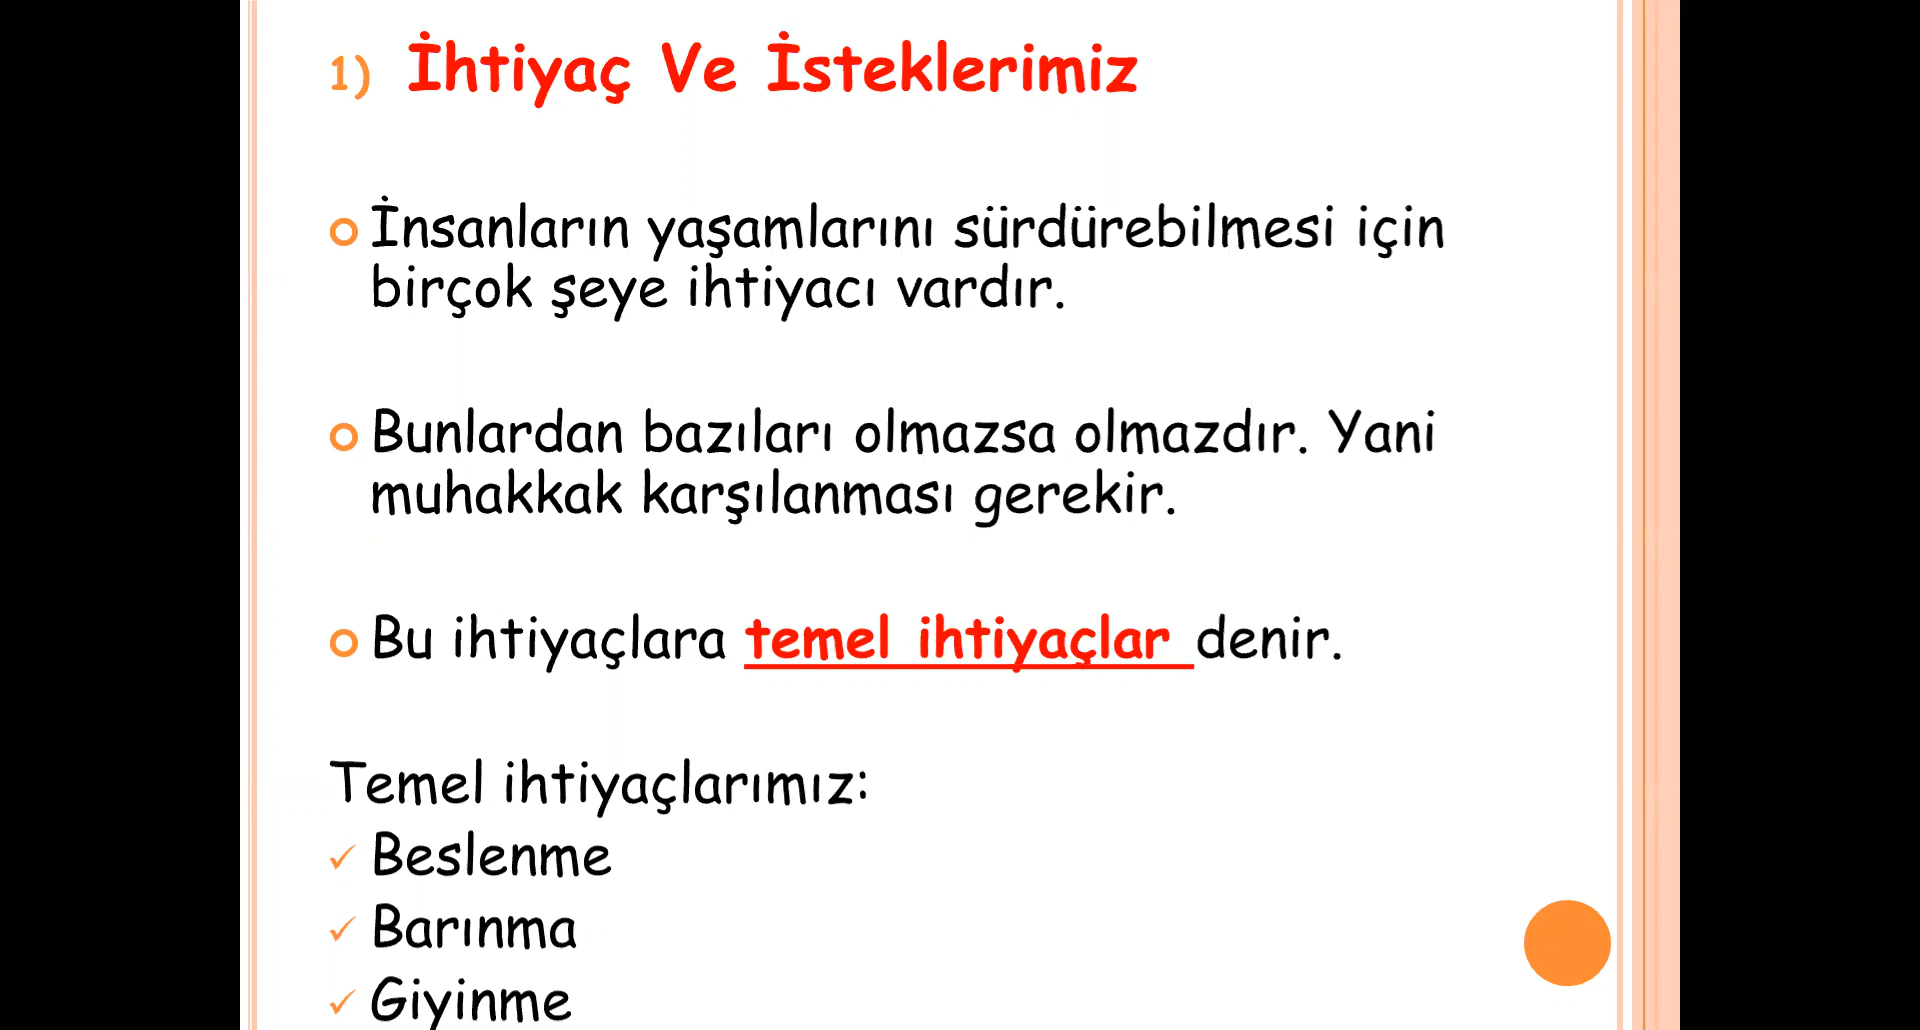 1) İhtiyaç Ve İsteklerimiz
İnsanların yaşamlarını sürdürebilmesi için
birçok şeye ihtiyacı vardır.
Bunlardan bazıları olmazsa olmazdır. Yani
muhakkak karşılanması gerekir.
Bu ihtiyaçlara temel ihtiyaçlar denir.
Temel ihtiyaçlarımız:
✓ Beslenme
✓ Barınma
✓ Giyinme